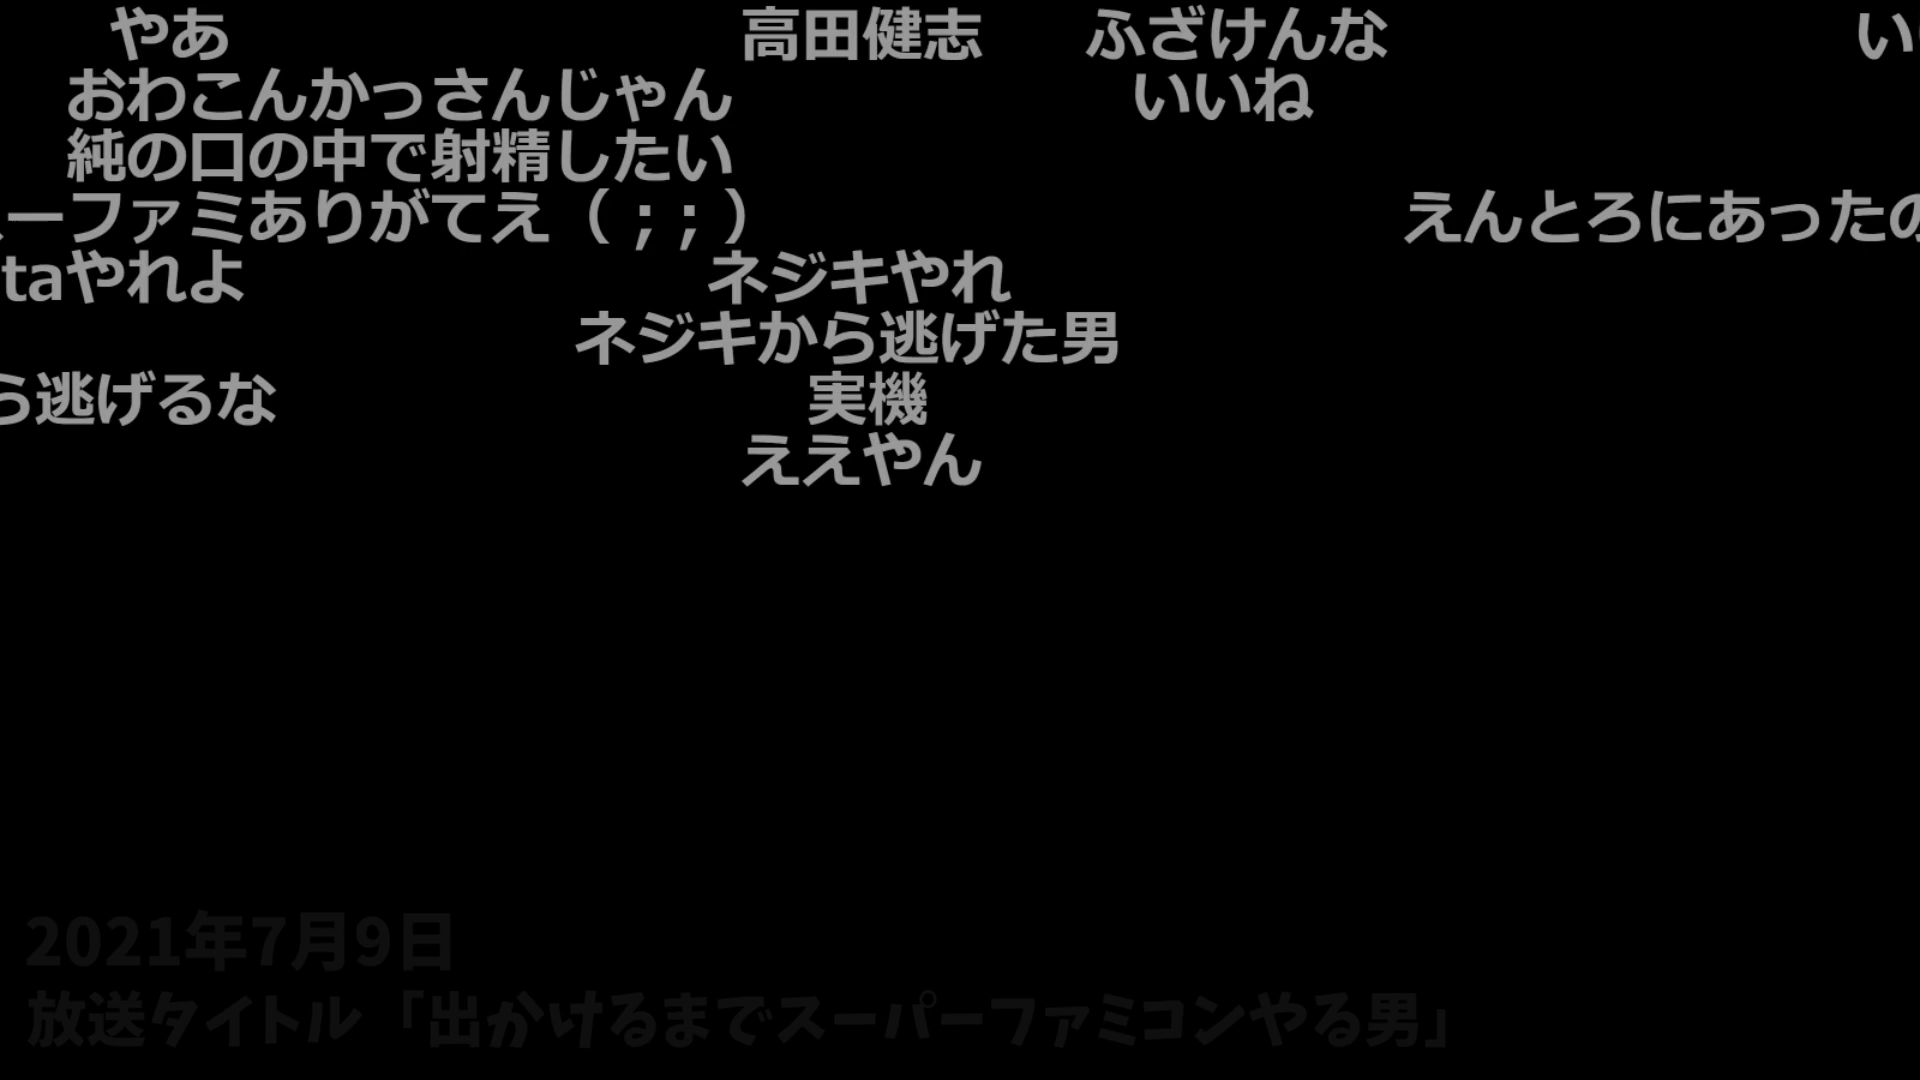 やあ 高田健志 ふざけんな い
おわこんかっさんじゃん いいね
純の口の中で射精したい
ーファミありがてえ（；；） えんとろにあったの
taやれよ ネジキやれ
ネジキから逃げた男
ら逃げるな 実機
ええやん
2021年7月9日
放送タイトル「出かけるまでスーパーファミコンやる男」